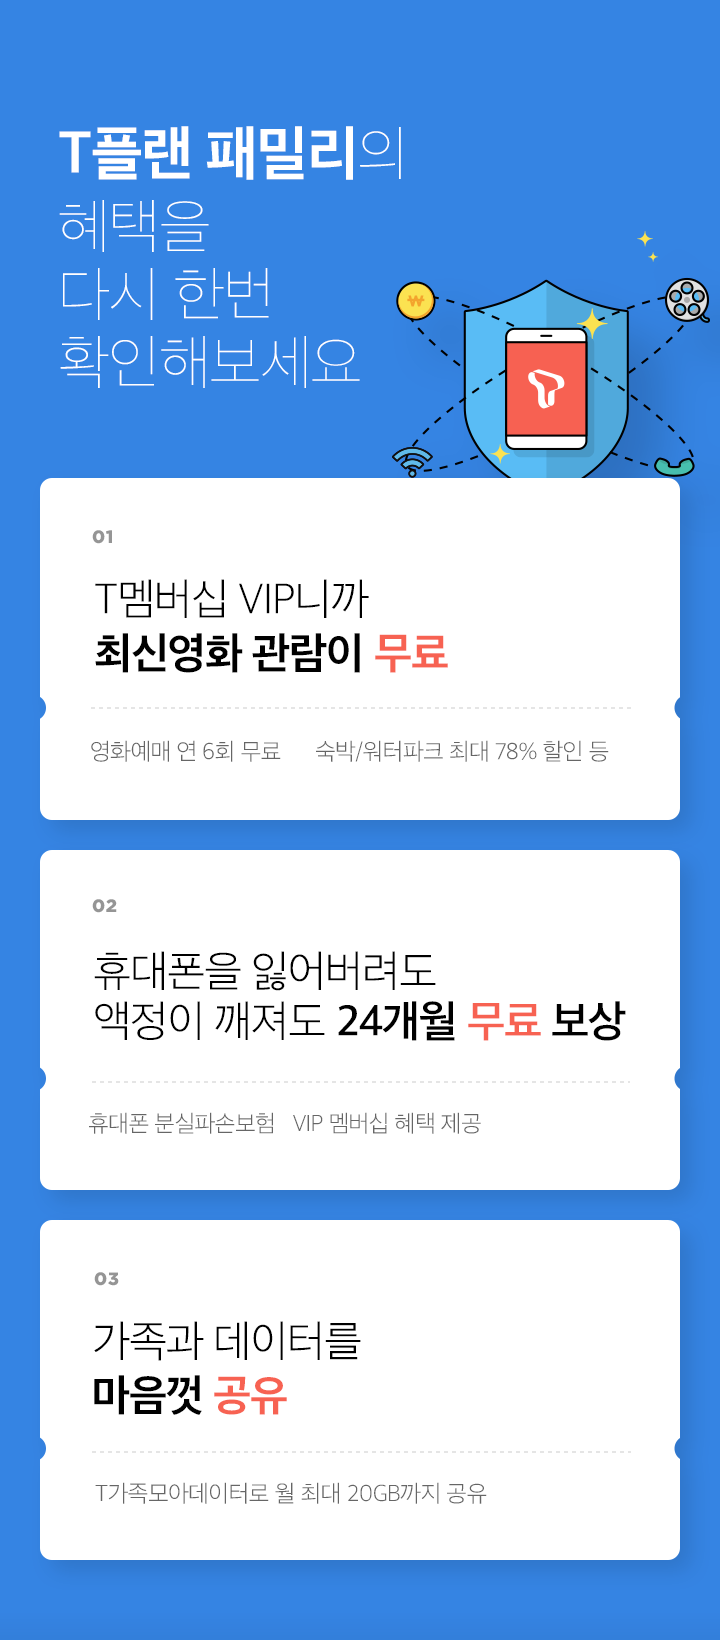 T플랜 패밀리의
혜택을
다시 한번
확인해보세요
01
T멤버십 VIP니까
최신영화 관람이 무료
영화예매 연 6회 무료 숙박/워터파크 최대 78% 할인 등
02
휴대폰을 잃어버려도
액정이 깨져도 24개월 무료 보상
휴대폰 분실파손보험 VIP 멤버십 혜택 제공
03
가족과 데이터를
마음껏 공유
T가족모아데이터로 월 최대 20GB까지 공유